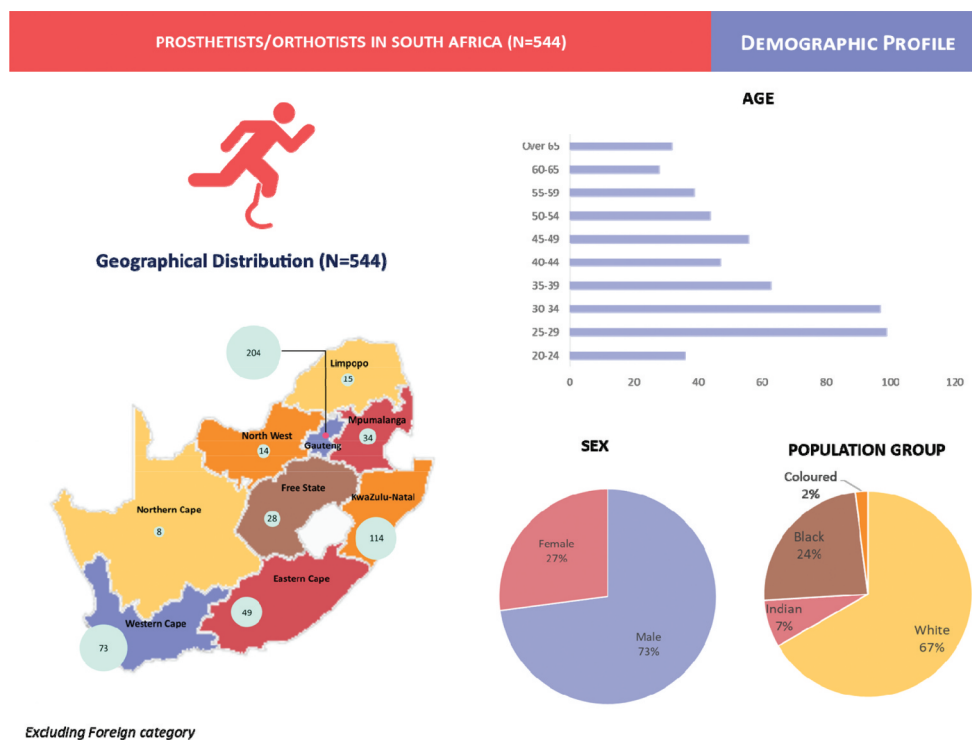 PROSTHETISTS/ORTHOTISTS IN SOUTH AFRICA (N=544)
DEMOGRAPHIC PROFILE
Geographical Distribution (N=544)
204
Limpopo
15
Mpumalanga
34
North West
14
Gauteng
Free State
28
KwaZulu-Natal
114
Northern Cape
8
Eastern Cape
49
Western Cape
73
Excluding Foreign category
AGE
Over 65
60-65
55-59
50-54
45-49
40-44
35-39
30 34
25-29
20-24
0 20 40 60 80 100 120
SEX
Female
27%
Male
73%
POPULATION GROUP
Coloured
2%
Black
24%
Indian
7%
White
67%